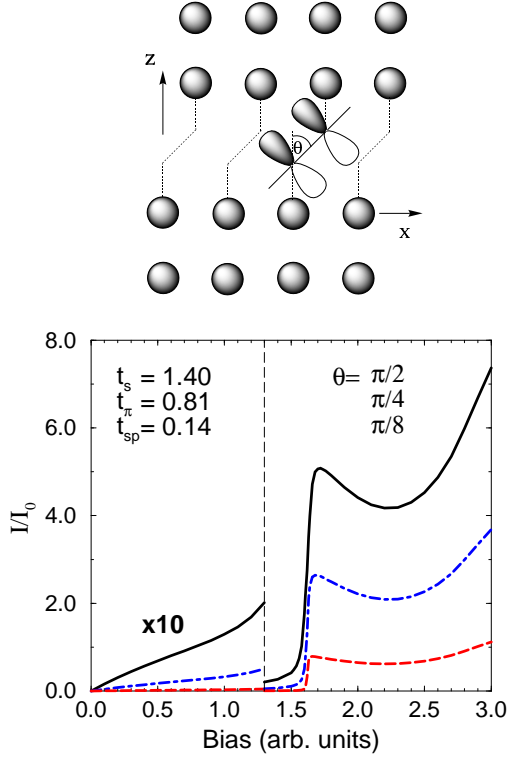 z
θ
x
8.0
6.0
4.0
2.0
0.0
I/I₀
tₛ = 1.40
t_π = 0.81
t_sp= 0.14
θ= π/2
π/4
π/8
x10
0.0 0.5 1.0 1.5 2.0 2.5 3.0
Bias (arb. units)